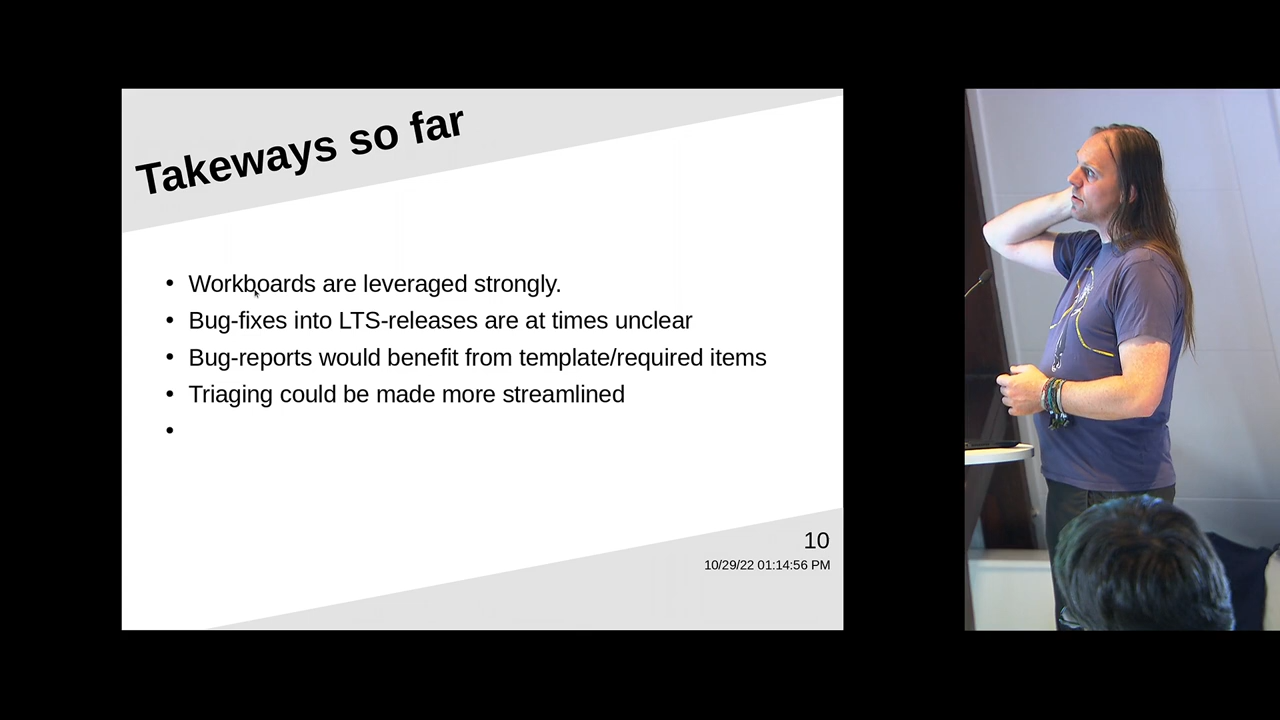 Takeways so far
• Workboards are leveraged strongly.
• Bug-fixes into LTS-releases are at times unclear
• Bug-reports would benefit from template/required items
• Triaging could be made more streamlined
•
10
10/29/22 01:14:56 PM